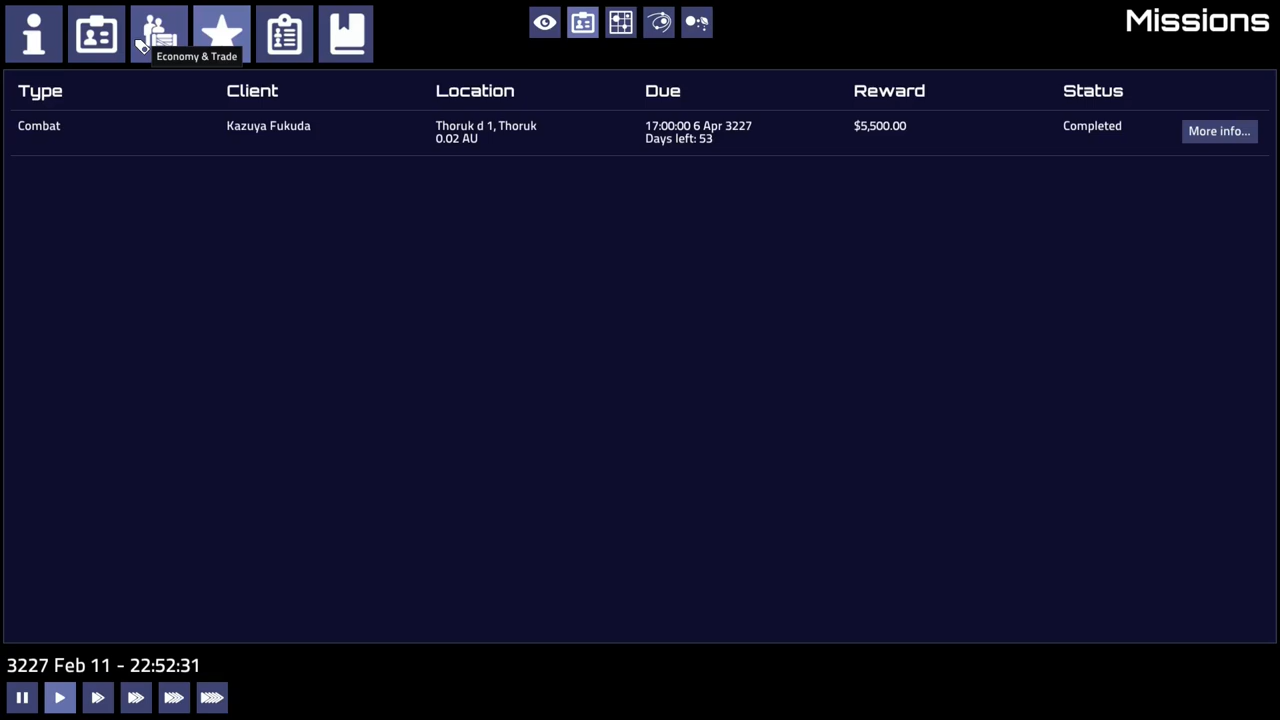 Missions
Economy & Trade
Type Client Location Due Reward Status
Combat Kazuya Fukuda Thoruk d 1, Thoruk 17:00:00 6 Apr 3227 $5,500.00 Completed More info...
0.02 AU Days left: 53
3227 Feb 11 - 22:52:31